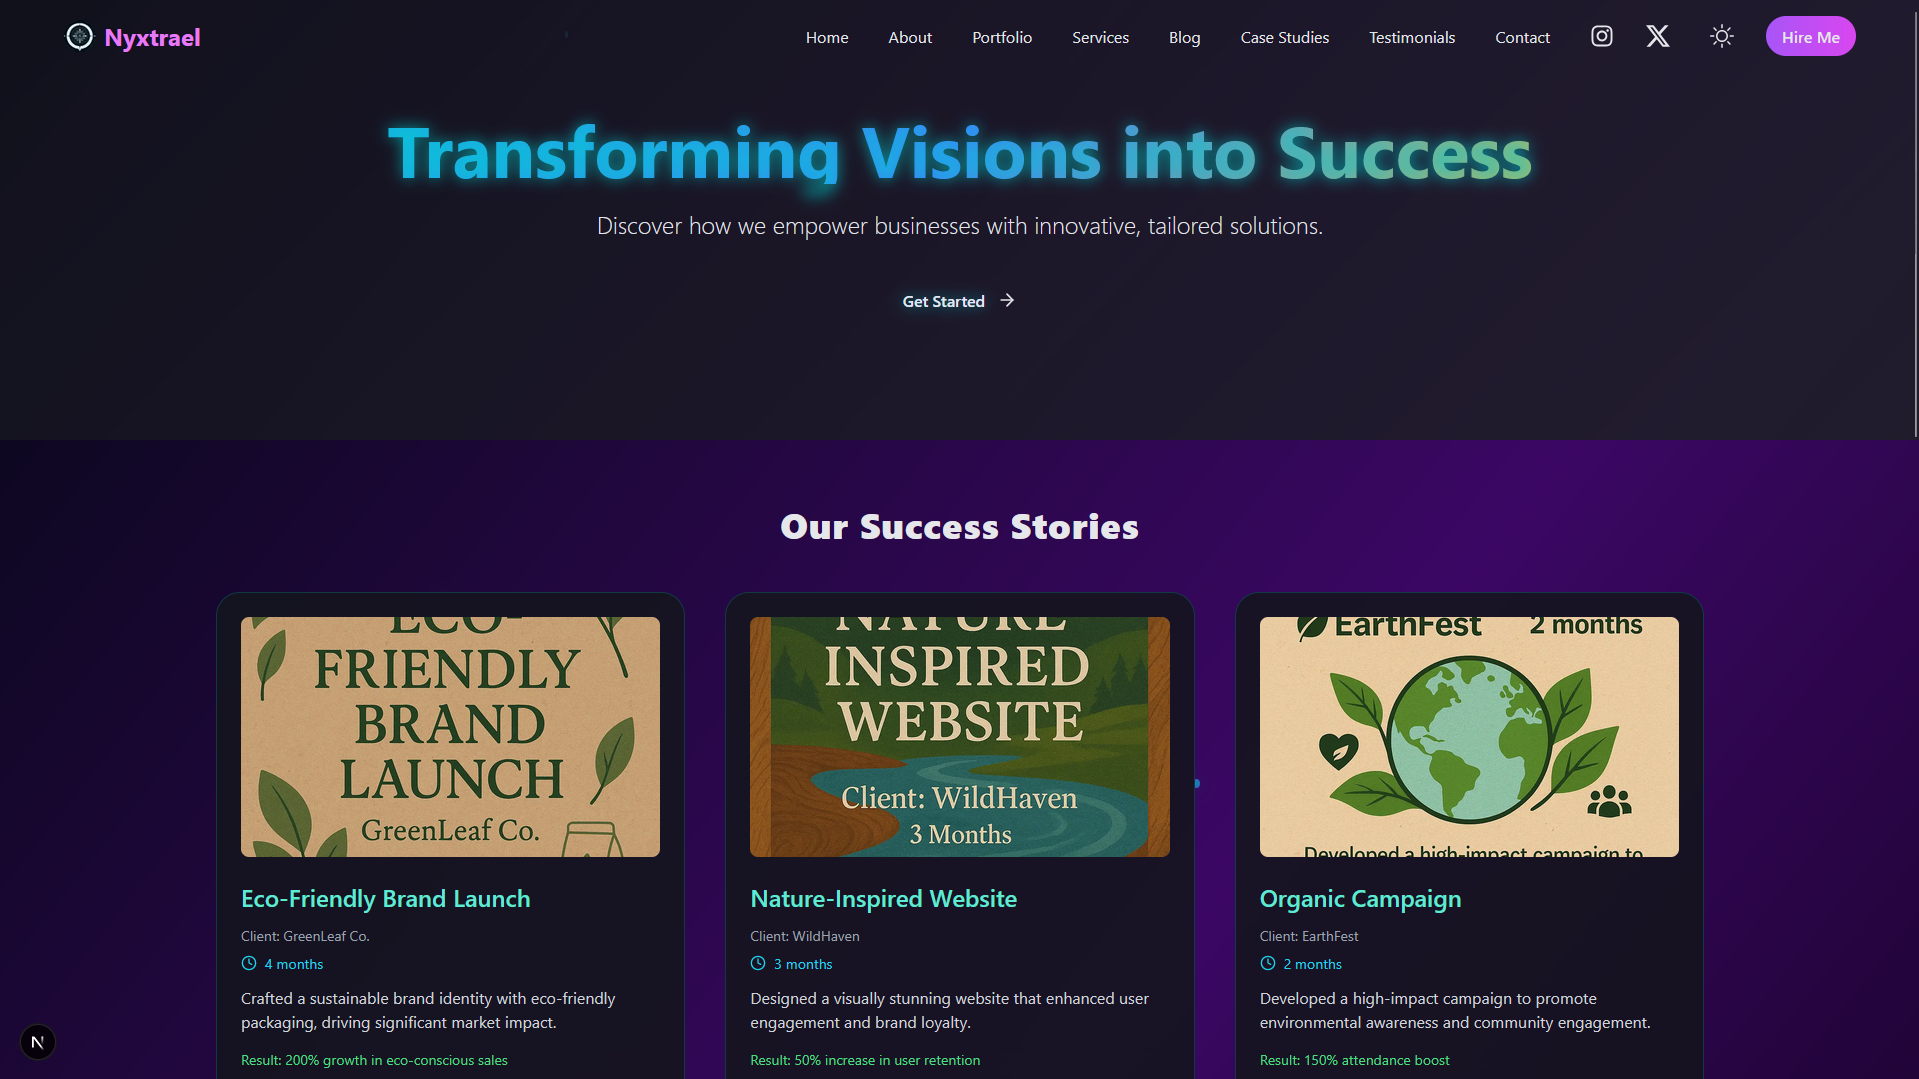 Nyxtrael
Home About Portfolio Services Blog Case Studies Testimonials Contact Hire Me
Transforming Visions into Success
Discover how we empower businesses with innovative, tailored solutions.
Get Started
Our Success Stories
ECO-
FRIENDLY
BRAND
LAUNCH
GreenLeaf Co.
Eco-Friendly Brand Launch
Client: GreenLeaf Co.
4 months
Crafted a sustainable brand identity with eco-friendly
packaging, driving significant market impact.
Result: 200% growth in eco-conscious sales
NATURE
INSPIRED
WEBSITE
Client: WildHaven
3 Months
Nature-Inspired Website
Client: WildHaven
3 months
Designed a visually stunning website that enhanced user
engagement and brand loyalty.
Result: 50% increase in user retention
EarthFest 2 months
Developed a high-impact campaign to
Organic Campaign
Client: EarthFest
2 months
Developed a high-impact campaign to promote
environmental awareness and community engagement.
Result: 150% attendance boost
N